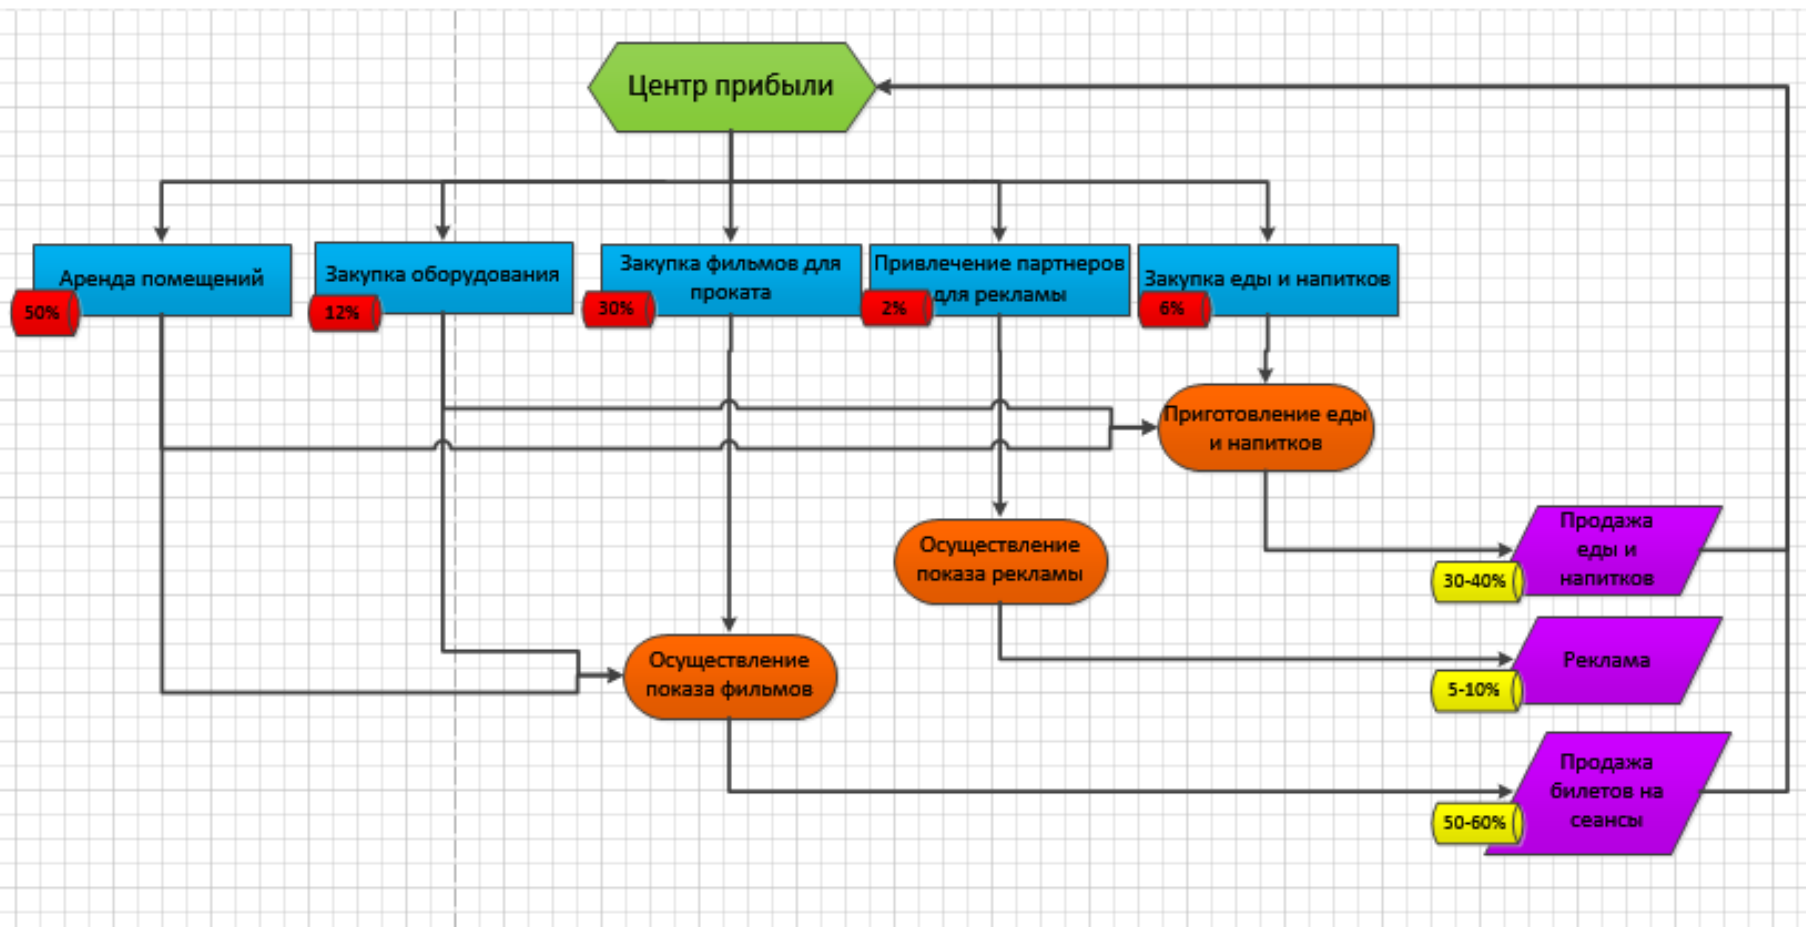 Центр прибыли
Аренда помещений
50%
Закупка оборудования
12%
Закупка фильмов для
проката
30%
Привлечение партнеров
для рекламы
2%
Закупка еды и напитков
6%
Приготовление еды
и напитков
Осуществление
показа рекламы
Осуществление
показа фильмов
Продажа
еды и
напитков
30-40%
Реклама
5-10%
Продажа
билетов на
сеансы
50-60%